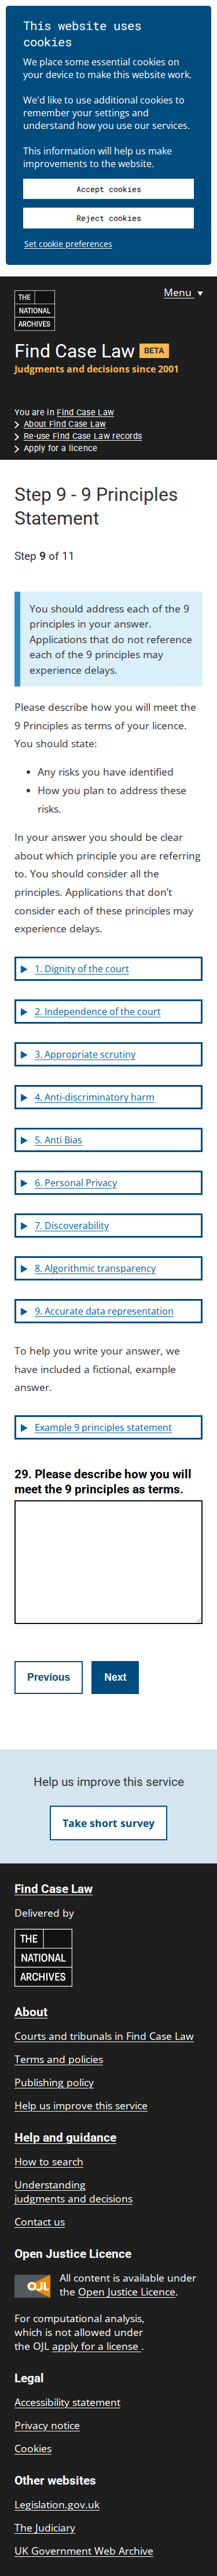 This website uses
cookies
We place some essential cookies on
your device to make this website work.
We'd like to use additional cookies to
remember your settings and
understand how you use our services.
This information will help us make
improvements to the website.
Accept cookies
Reject cookies
Set cookie preferences
THE
NATIONAL
ARCHIVES
Menu
Find Case Law BETA
Judgments and decisions since 2001
You are in Find Case Law
About Find Case Law
Re-use Find Case Law records
Apply for a licence
Step 9 - 9 Principles
Statement
Step 9 of 11
You should address each of the 9
principles in your answer.
Applications that do not reference
each of the 9 principles may
experience delays.
Please describe how you will meet the
9 Principles as terms of your licence.
You should state:
• Any risks you have identified
• How you plan to address these
risks.
In your answer you should be clear
about which principle you are referring
to. You should consider all the
principles. Applications that don't
consider each of these principles may
experience delays.
1. Dignity of the court
2. Independence of the court
3. Appropriate scrutiny
4. Anti-discriminatory harm
5. Anti Bias
6. Personal Privacy
7. Discoverability
8. Algorithmic transparency
9. Accurate data representation
To help you write your answer, we
have included a fictional, example
answer.
Example 9 principles statement
29. Please describe how you will
meet the 9 principles as terms.
Previous Next
Help us improve this service
Take short survey
Find Case Law
Delivered by
THE
NATIONAL
ARCHIVES
About
Courts and tribunals in Find Case Law
Terms and policies
Publishing policy
Help us improve this service
Help and guidance
How to search
Understanding
judgments and decisions
Contact us
Open Justice Licence
OJL All content is available under
the Open Justice Licence.
For computational analysis,
which is not allowed under
the OJL apply for a license .
Legal
Accessibility statement
Privacy notice
Cookies
Other websites
Legislation.gov.uk
The Judiciary
UK Government Web Archive